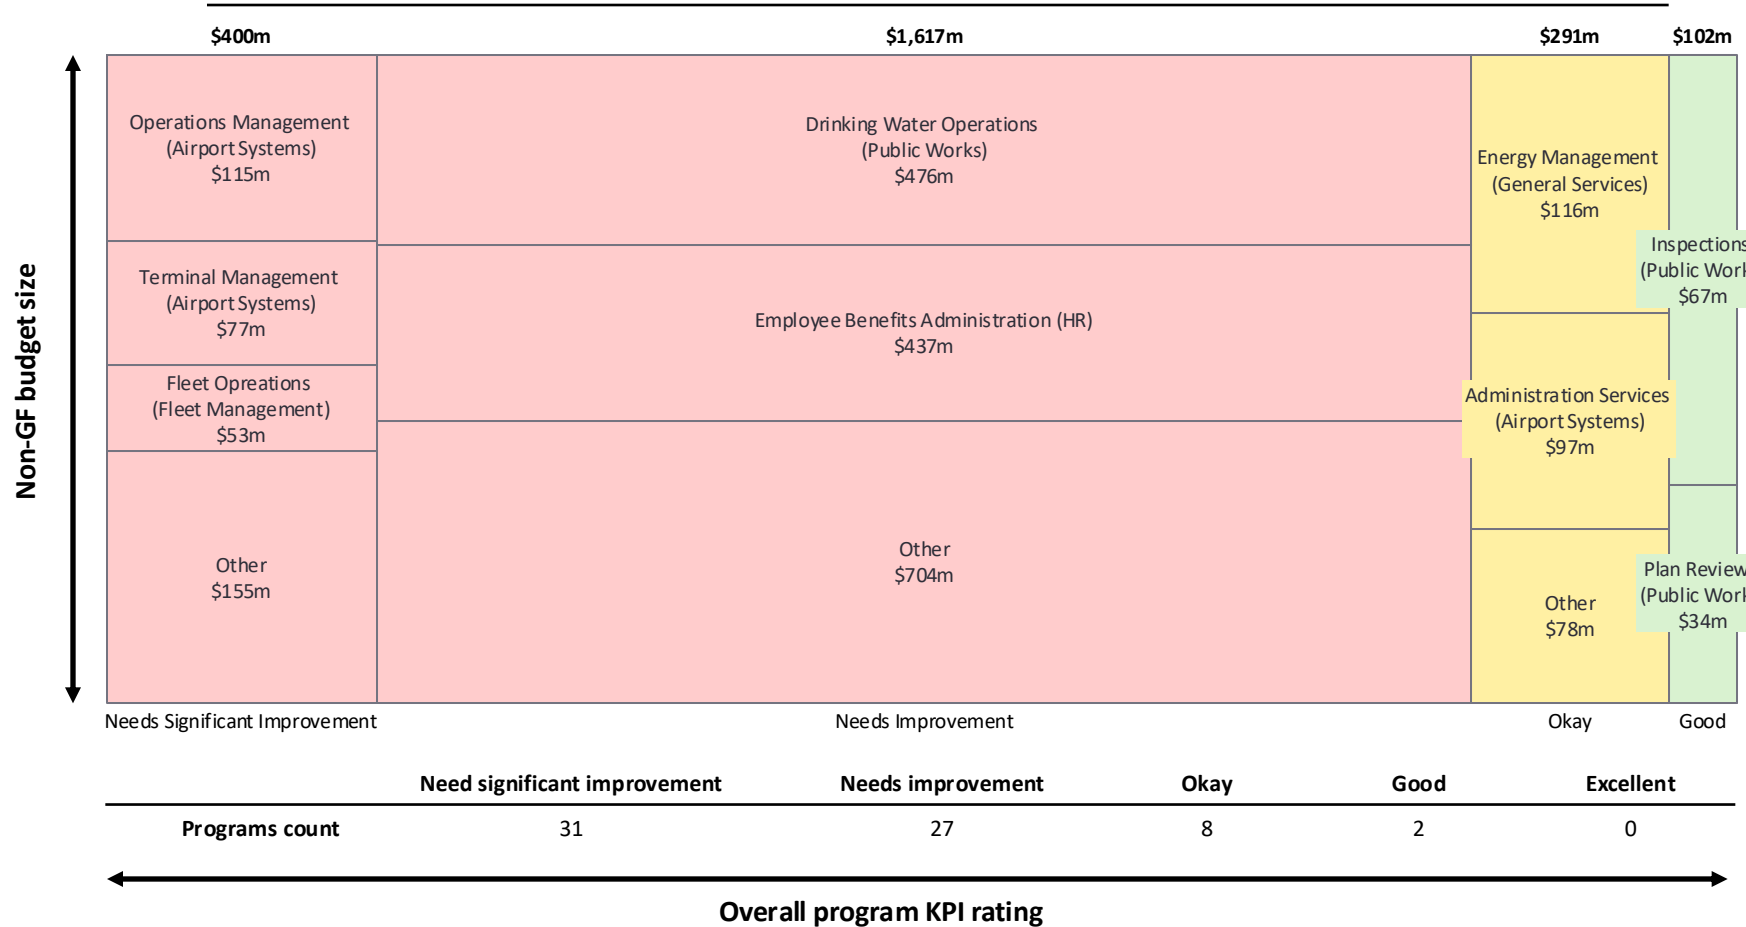 $400m
$1,617m
$291m
$102m
Non-GF budget size
Operations Management
(Airport Systems)
$115m
Terminal Management
(Airport Systems)
$77m
Fleet Opreations
(Fleet Management)
$53m
Other
$155m
Drinking Water Operations
(Public Works)
$476m
Employee Benefits Administration (HR)
$437m
Other
$704m
Energy Management
(General Services)
$116m
Administration Services
(Airport Systems)
$97m
Other
$78m
Inspections
(Public Work
$67m
Plan Review
(Public Work
$34m
Needs Significant Improvement
Needs Improvement
Okay
Good
Need significant improvement Needs improvement Okay Good Excellent
Programs count 31 27 8 2 0
Overall program KPI rating